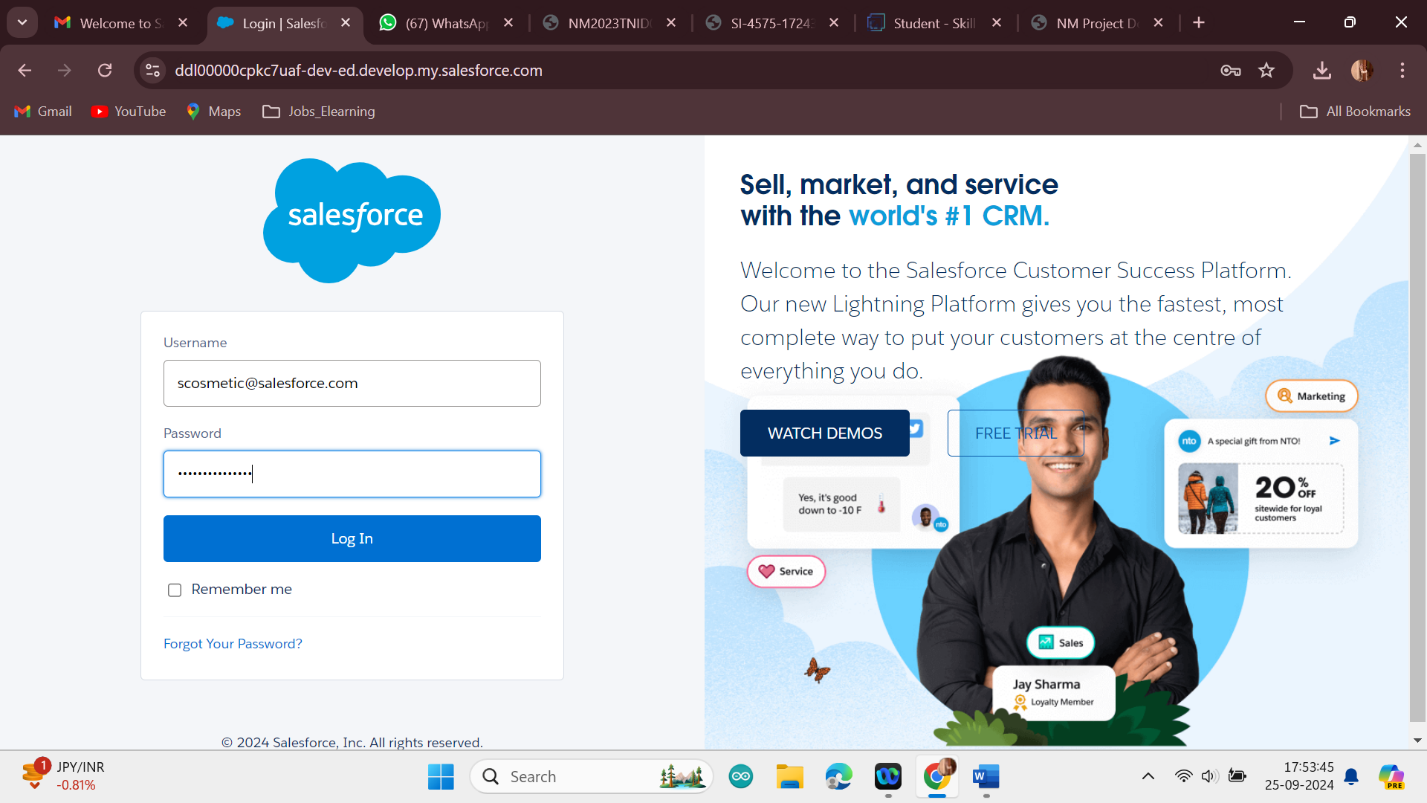 Welcome to S
Login | Salesfo
(67) WhatsApp
NM2023TNID
SI-4575-1724
Student - Skil
NM Project D
ddl00000cpkc7uaf-dev-ed.develop.my.salesforce.com
Gmail
YouTube
Maps
Jobs_Elearning
All Bookmarks
salesforce
Username
scosmetic@salesforce.com
Password
•••••••••••••••
Log In
Remember me
Forgot Your Password?
© 2024 Salesforce, Inc. All rights reserved.
Sell, market, and service
with the world's #1 CRM.
Welcome to the Salesforce Customer Success Platform.
Our new Lightning Platform gives you the fastest, most
complete way to put your customers at the centre of
everything you do.
WATCH DEMOS
FREE TRIAL
Marketing
nto
A special gift from NTO!
20% OFF
sitewide for loyal
customers
Yes, it's good
down to -10 F
nto
Service
Sales
Jay Sharma
Loyalty Member
1
JPY/INR
-0.81%
Search
W
PRE
17:53:45
25-09-2024